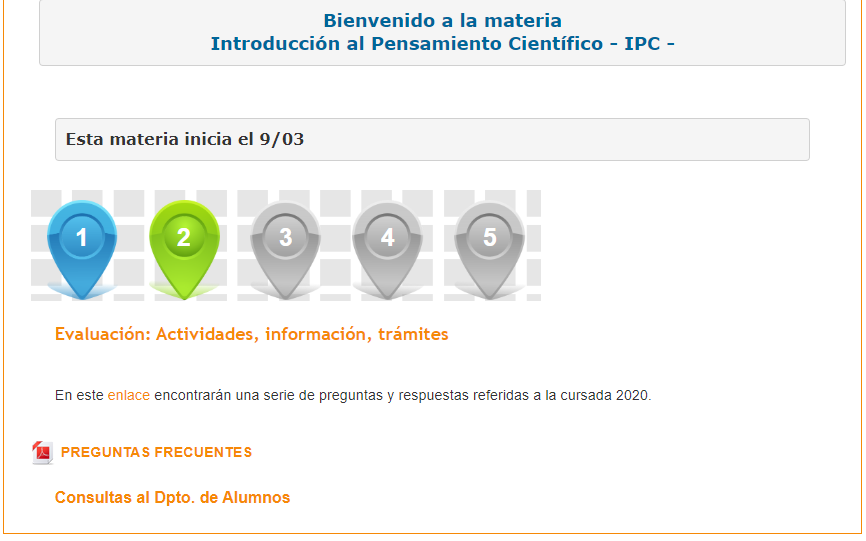 Bienvenido a la materia
Introducción al Pensamiento Científico - IPC -
Esta materia inicia el 9/03
1 2 3 4 5
Evaluación: Actividades, información, trámites
En este enlace encontrarán una serie de preguntas y respuestas referidas a la cursada 2020.
PREGUNTAS FRECUENTES
Consultas al Dpto. de Alumnos